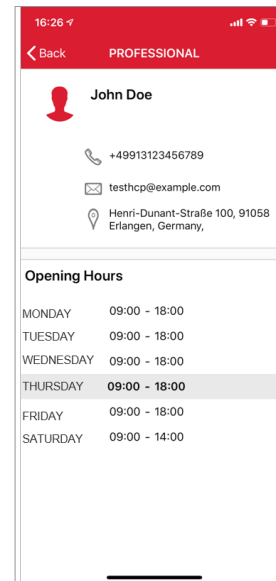 16:26
Back PROFESSIONAL
John Doe
+49913123456789
testhcp@example.com
Henri-Dunant-Straße 100, 91058
Erlangen, Germany,
Opening Hours
MONDAY 09:00 - 18:00
TUESDAY 09:00 - 18:00
WEDNESDAY 09:00 - 18:00
THURSDAY 09:00 - 18:00
FRIDAY 09:00 - 18:00
SATURDAY 09:00 - 14:00